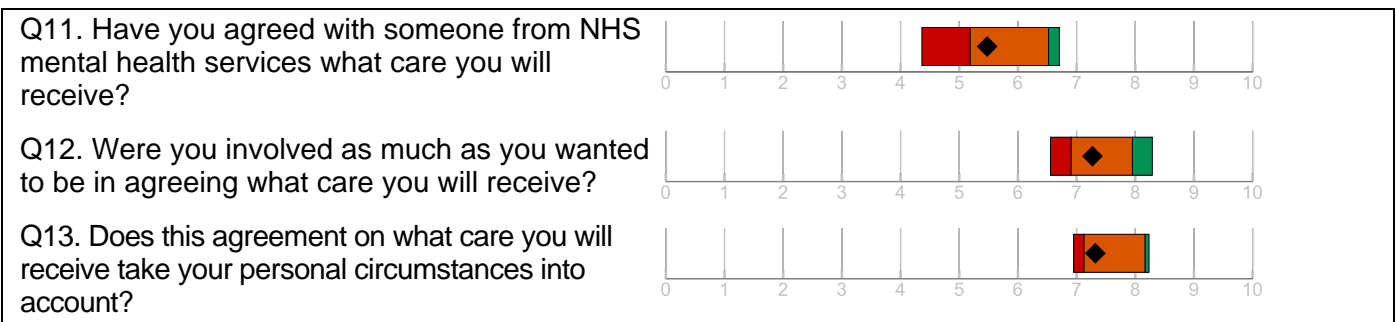 Q11. Have you agreed with someone from NHS
mental health services what care you will
receive?
0 1 2 3 4 5 6 7 8 9 10
Q12. Were you involved as much as you wanted
to be in agreeing what care you will receive?
0 1 2 3 4 5 6 7 8 9 10
Q13. Does this agreement on what care you will
receive take your personal circumstances into
account?
0 1 2 3 4 5 6 7 8 9 10